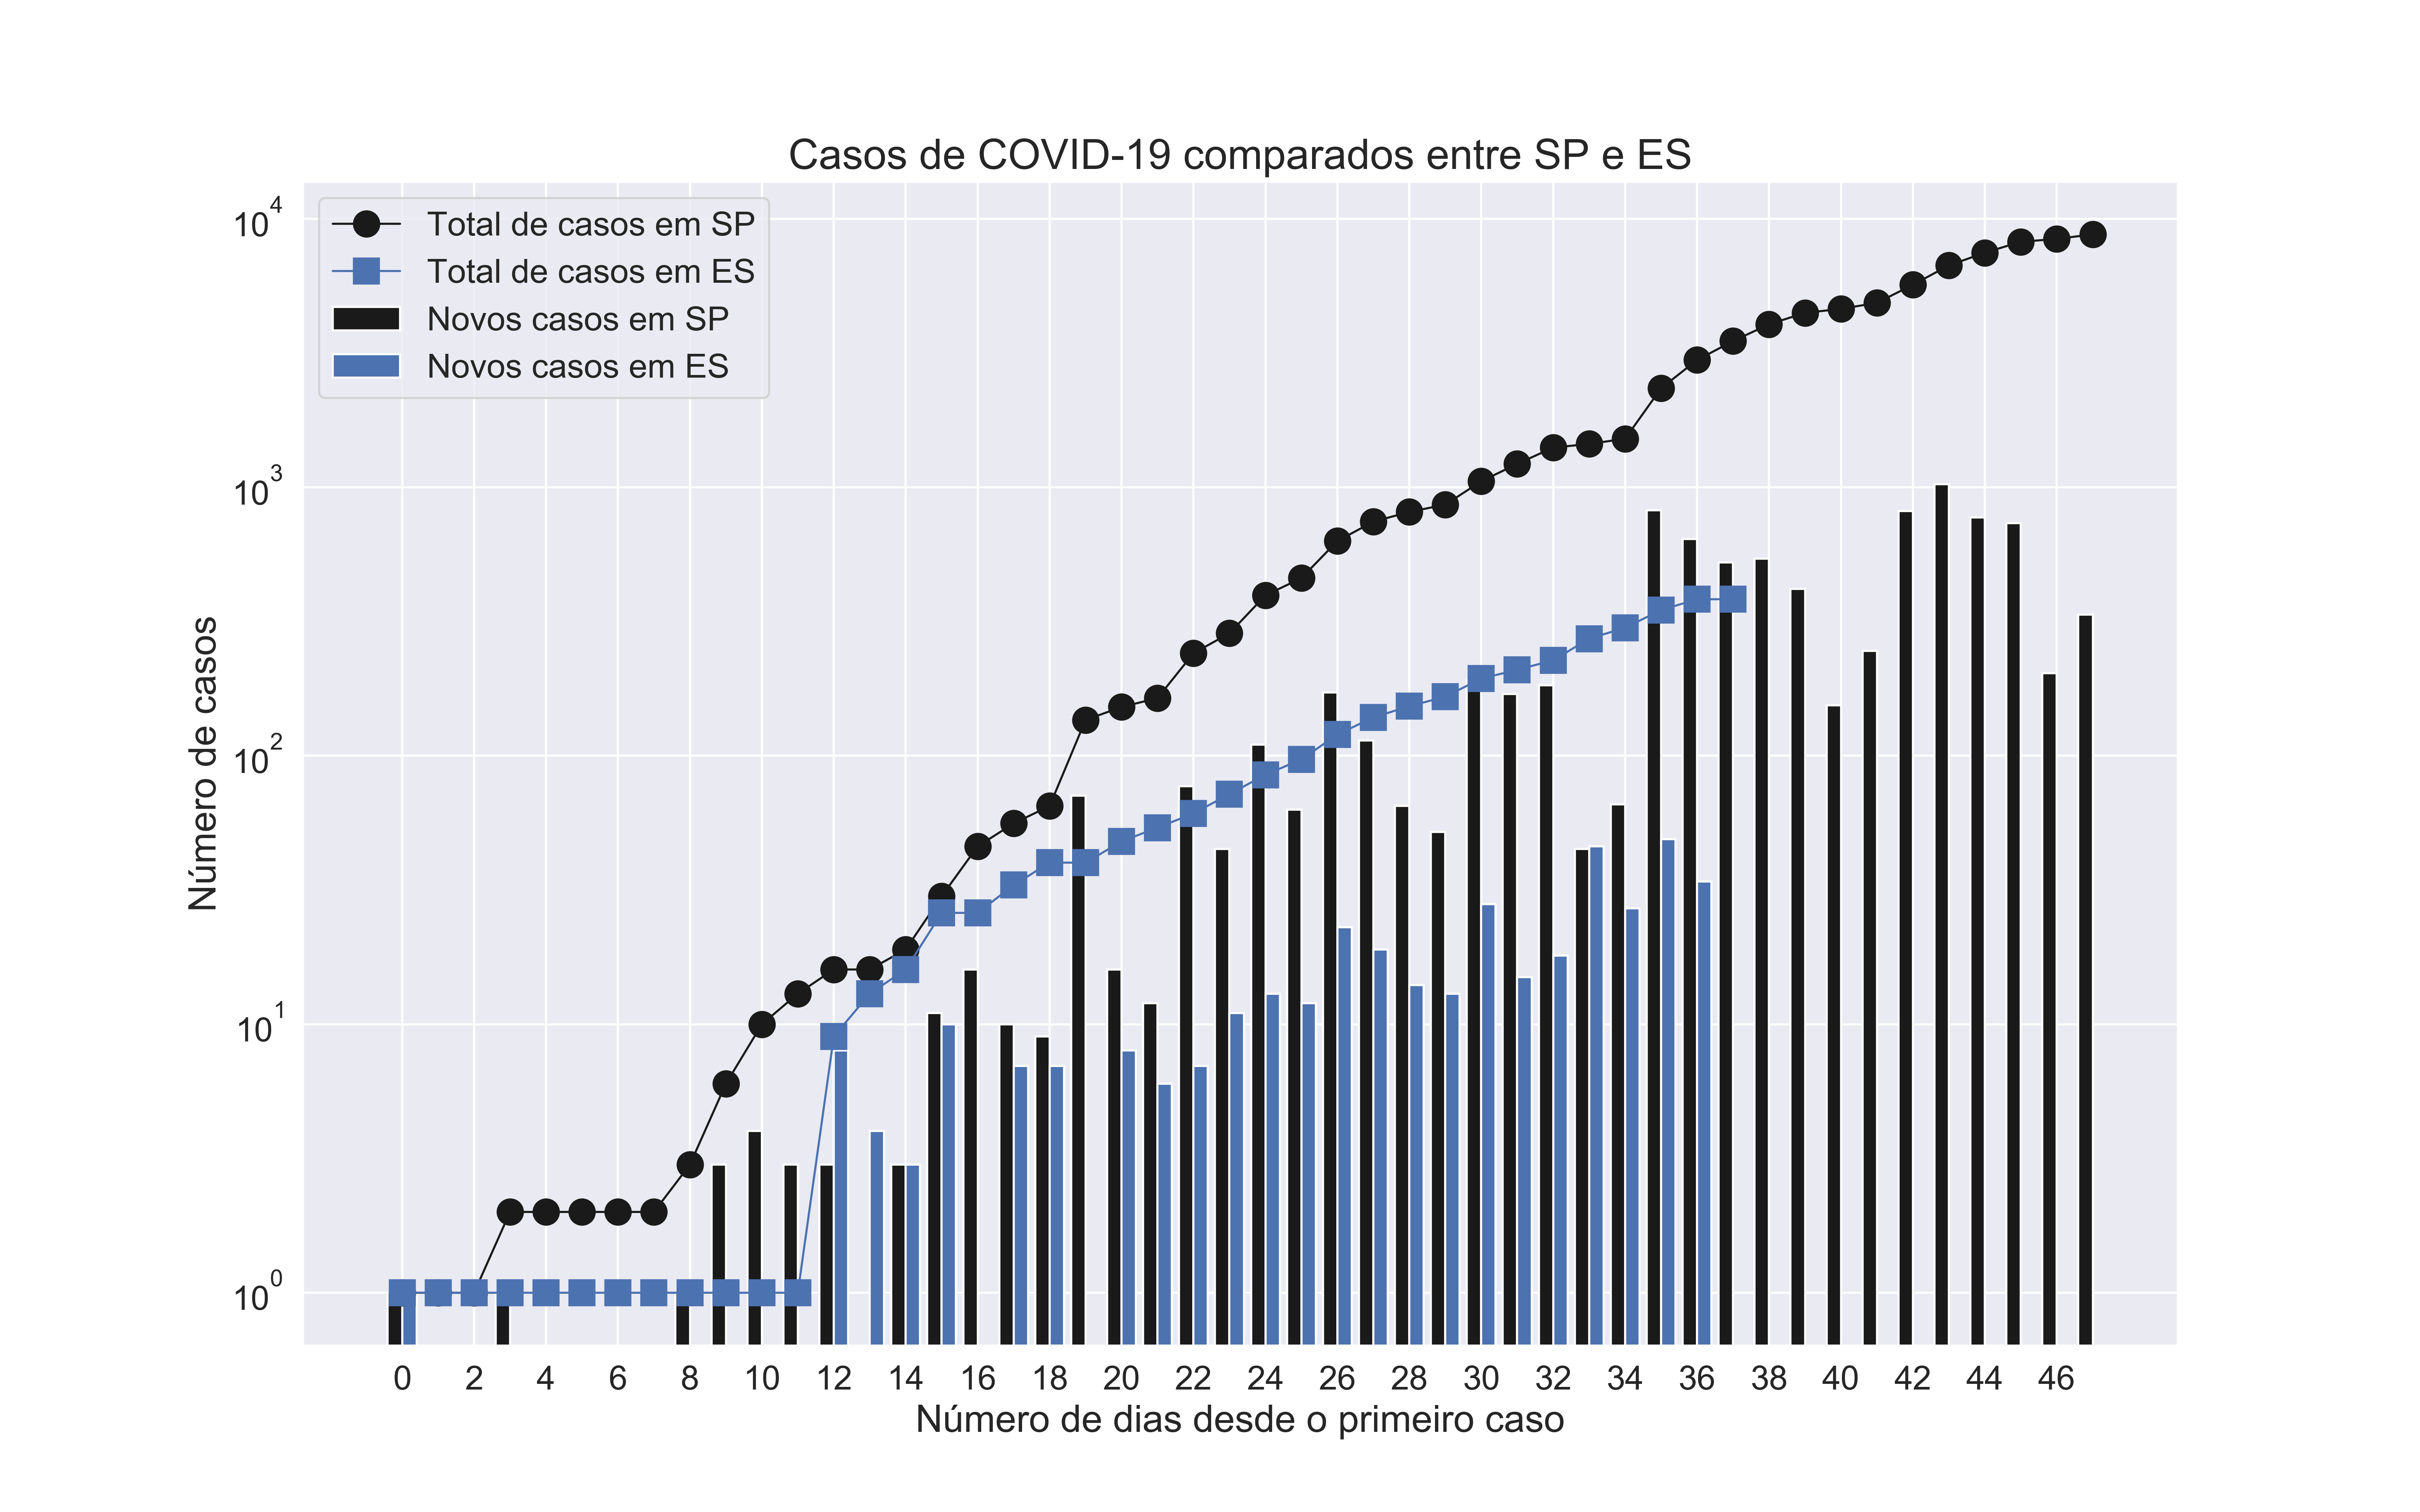 Casos de COVID-19 comparados entre SP e ES
Total de casos em SP
Total de casos em ES
Novos casos em SP
Novos casos em ES
Número de casos
10^4
10^3
10^2
10^1
10^0
0 2 4 6 8 10 12 14 16 18 20 22 24 26 28 30 32 34 36 38 40 42 44 46
Número de dias desde o primeiro caso